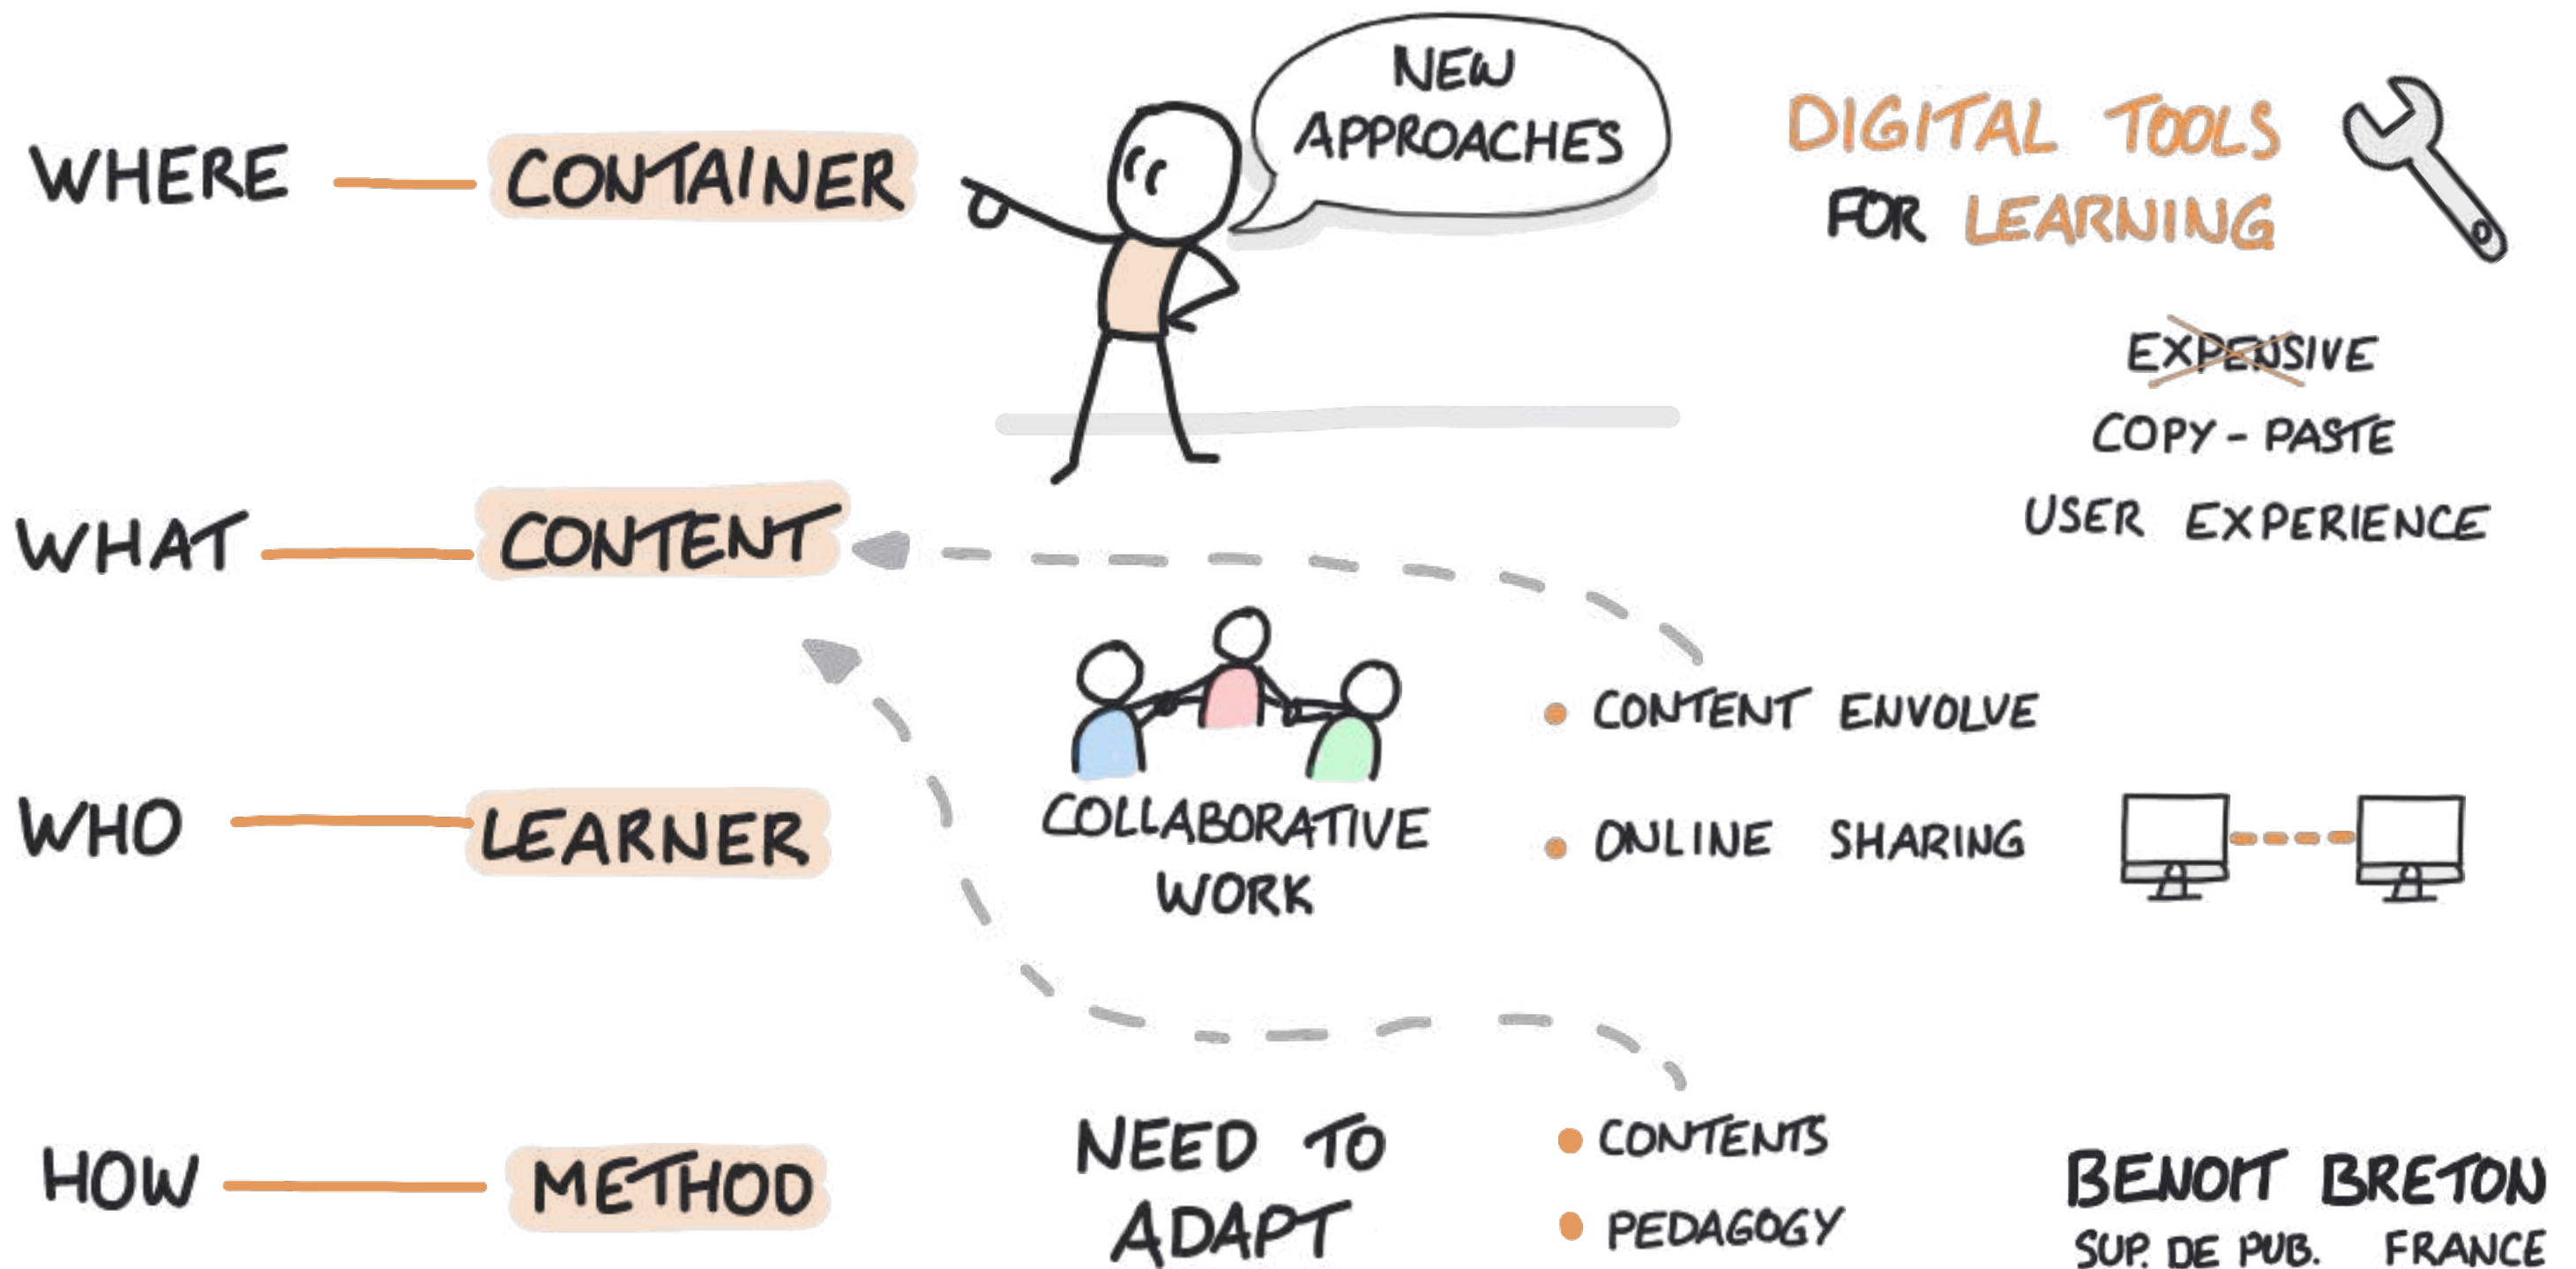 WHERE
CONTAINER
NEW
APPROACHES
DIGITAL TOOLS
FOR LEARNING
EXPENSIVE
COPY - PASTE
USER EXPERIENCE
WHAT
CONTENT
WHO
LEARNER
COLLABORATIVE
WORK
CONTENT ENVOLVE
ONLINE SHARING
HOW
METHOD
NEED TO
ADAPT
CONTENTS
PEDAGOGY
BENOIT BRETON
SUP. DE PUB. FRANCE